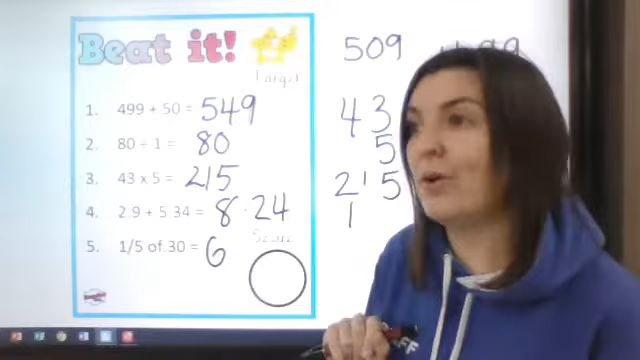 Beat it!
Target
1. 499 + 50 = 549
2. 80 ÷ 1 = 80
3. 43 x 5 = 215
4. 2.9 + 5.34 = 8.24
Score
5. 1/5 of 30 = 6
509
43
5
215
1
FF